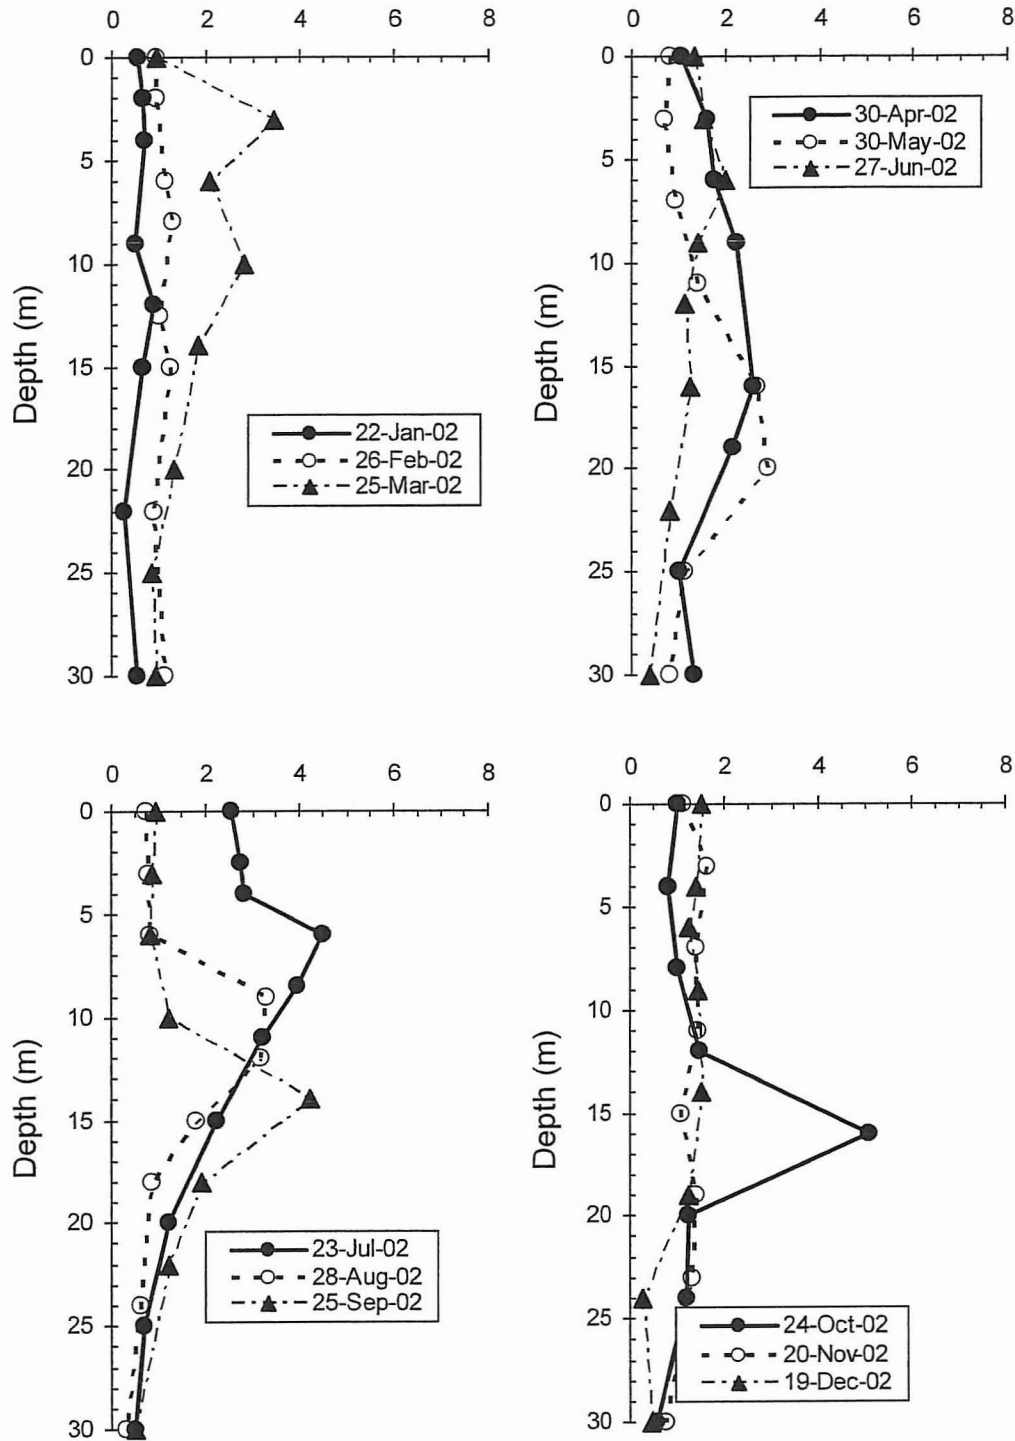 0 2 4 6 8
0
5
10
15
20
25
30
Depth (m)
22-Jan-02
26-Feb-02
25-Mar-02
0 2 4 6 8
0
5
10
15
20
25
30
Depth (m)
30-Apr-02
30-May-02
27-Jun-02
0 2 4 6 8
0
5
10
15
20
25
30
Depth (m)
23-Jul-02
28-Aug-02
25-Sep-02
0 2 4 6 8
0
5
10
15
20
25
30
Depth (m)
24-Oct-02
20-Nov-02
19-Dec-02